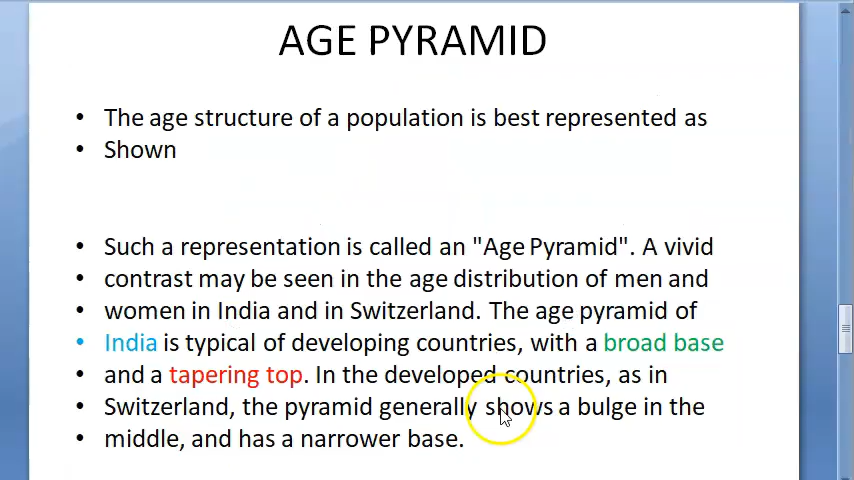 AGE PYRAMID
• The age structure of a population is best represented as
• Shown
• Such a representation is called an "Age Pyramid". A vivid
• contrast may be seen in the age distribution of men and
• women in India and in Switzerland. The age pyramid of
• India is typical of developing countries, with a broad base
• and a tapering top. In the developed countries, as in
• Switzerland, the pyramid generally shows a bulge in the
• middle, and has a narrower base.